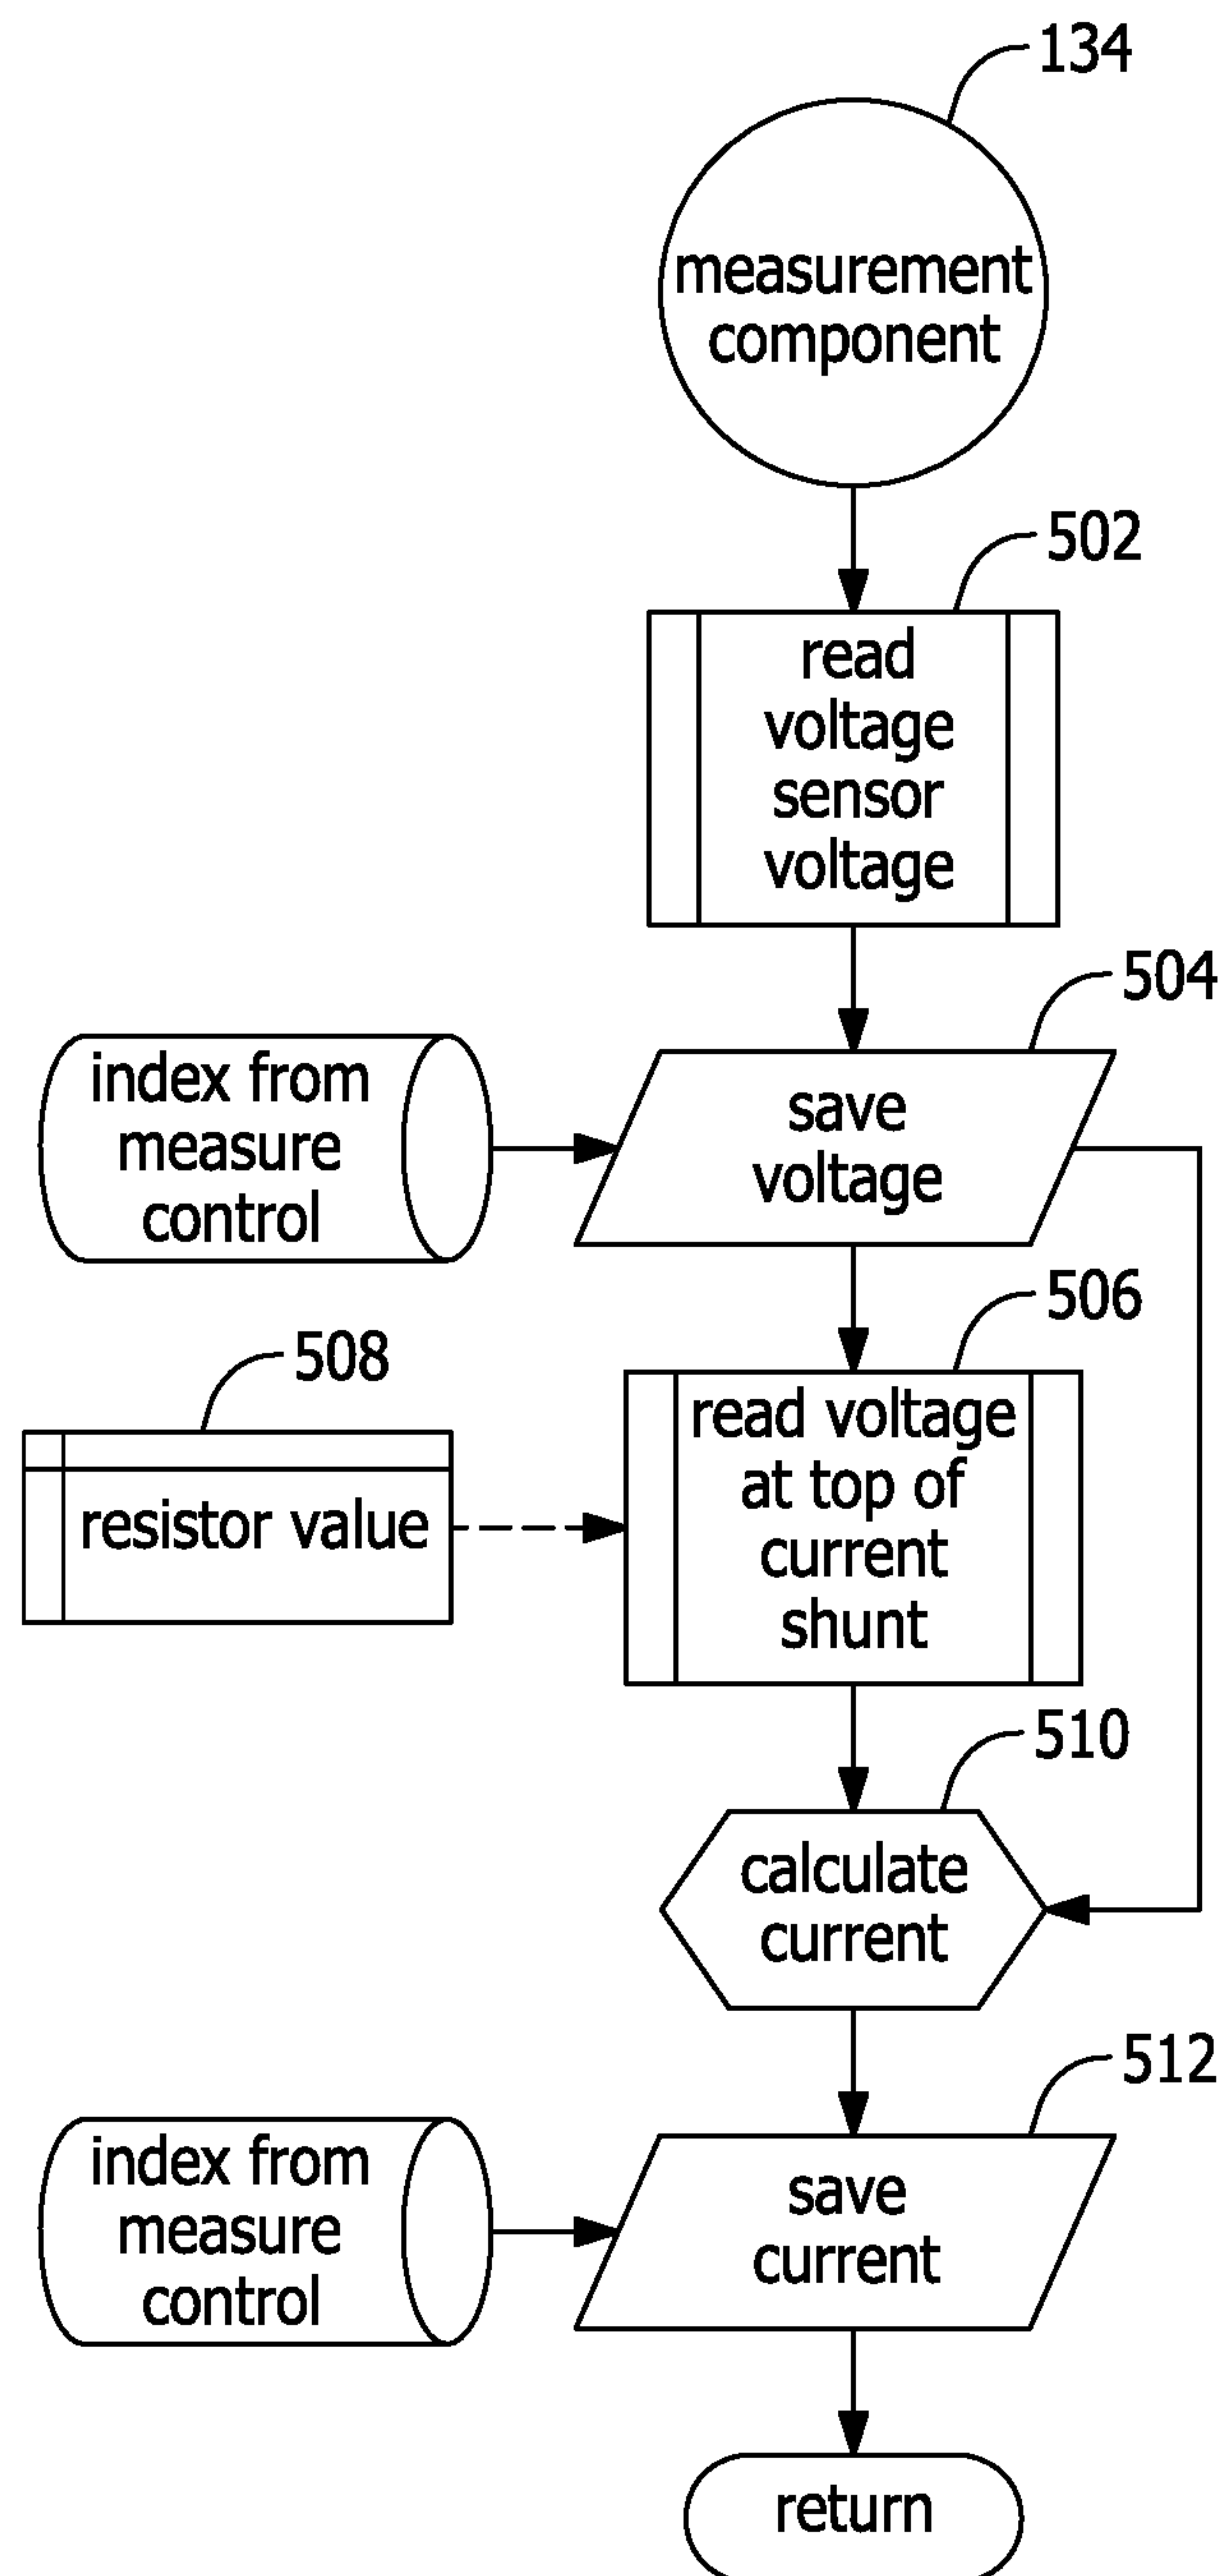 134
measurement
component
502
read
voltage
sensor
voltage
504
index from
measure
control
save
voltage
506
508
read voltage
at top of
current
shunt
resistor value
510
calculate
current
512
index from
measure
control
save
current
return